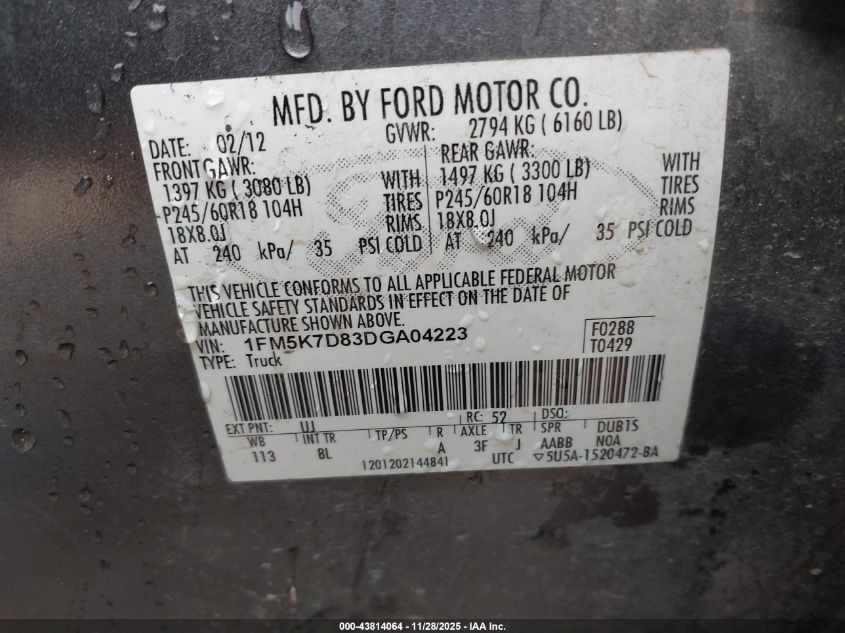 MFD. BY FORD MOTOR CO.
DATE: 02/12 GVWR: 2794 KG ( 6160 LB)
FRONT GAWR: REAR GAWR:
1397 KG ( 3080 LB) WITH 1497 KG ( 3300 LB) WITH
P245/60R18 104H TIRES P245/60R18 104H TIRES
18X8.0J RIMS 18X8.0J RIMS
AT 240 kPa/ 35 PSI COLD AT 240 kPa/ 35 PSI COLD
THIS VEHICLE CONFORMS TO ALL APPLICABLE FEDERAL MOTOR
VEHICLE SAFETY STANDARDS IN EFFECT ON THE DATE OF
MANUFACTURE SHOWN ABOVE.
VIN: 1FM5K7D83DGA04223 F0288
TYPE: Truck T0429
EXT PNT: UJ RC: 52 DSO:
WB INT TR TP/PS R AXLE TR SPR DUB1S
113 8L A 3F J AABB NOA
1201202144841 UTC ▽5U5A-1520472-BA
000-43814064 | 11/28/2025 - IAA Inc.